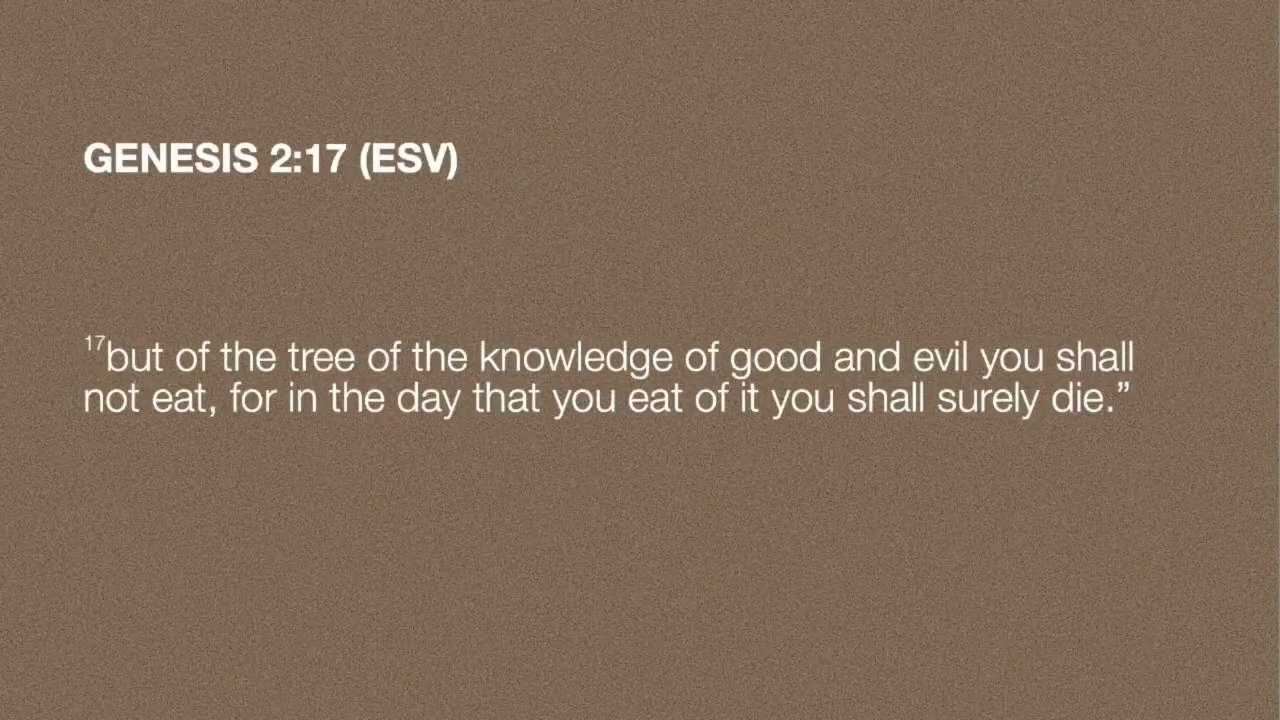 GENESIS 2:17 (ESV)
17but of the tree of the knowledge of good and evil you shall
not eat, for in the day that you eat of it you shall surely die.”